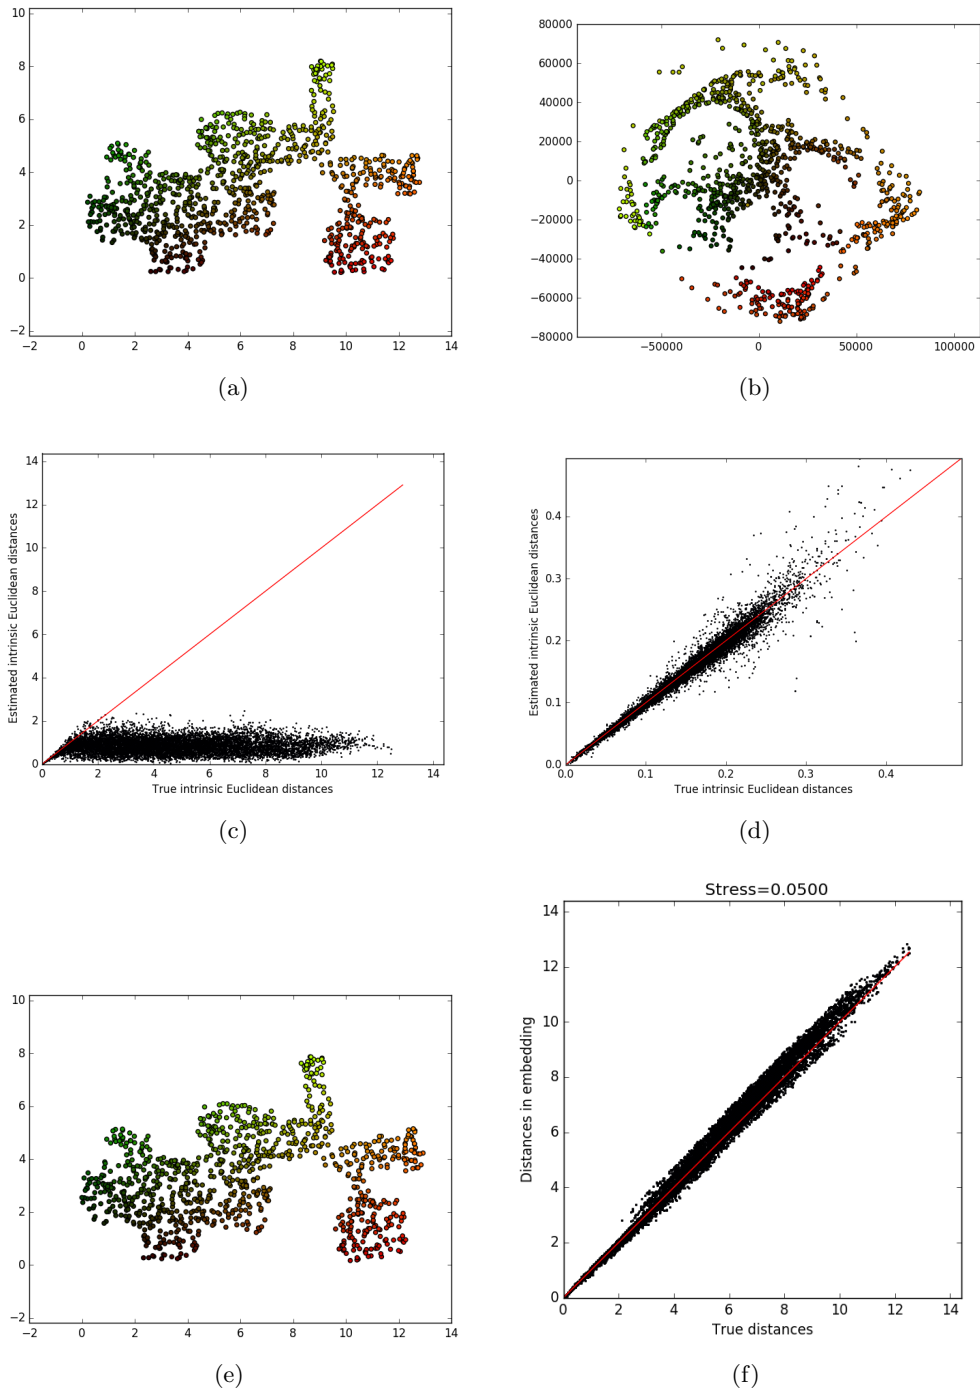 10
8
6
4
2
0
−2
−2 0 2 4 6 8 10 12 14
(a)
80000
60000
40000
20000
0
−20000
−40000
−60000
−80000
−50000 0 50000 100000
(b)
14
12
10
8
6
4
2
0
Estimated intrinsic Euclidean distances
0 2 4 6 8 10 12 14
True intrinsic Euclidean distances
(c)
0.4
0.3
0.2
0.1
0.0
Estimated intrinsic Euclidean distances
0.0 0.1 0.2 0.3 0.4
True intrinsic Euclidean distances
(d)
10
8
6
4
2
0
−2
−2 0 2 4 6 8 10 12 14
(e)
Stress=0.0500
14
12
10
8
6
4
2
0
Distances in embedding
0 2 4 6 8 10 12 14
True distances
(f)